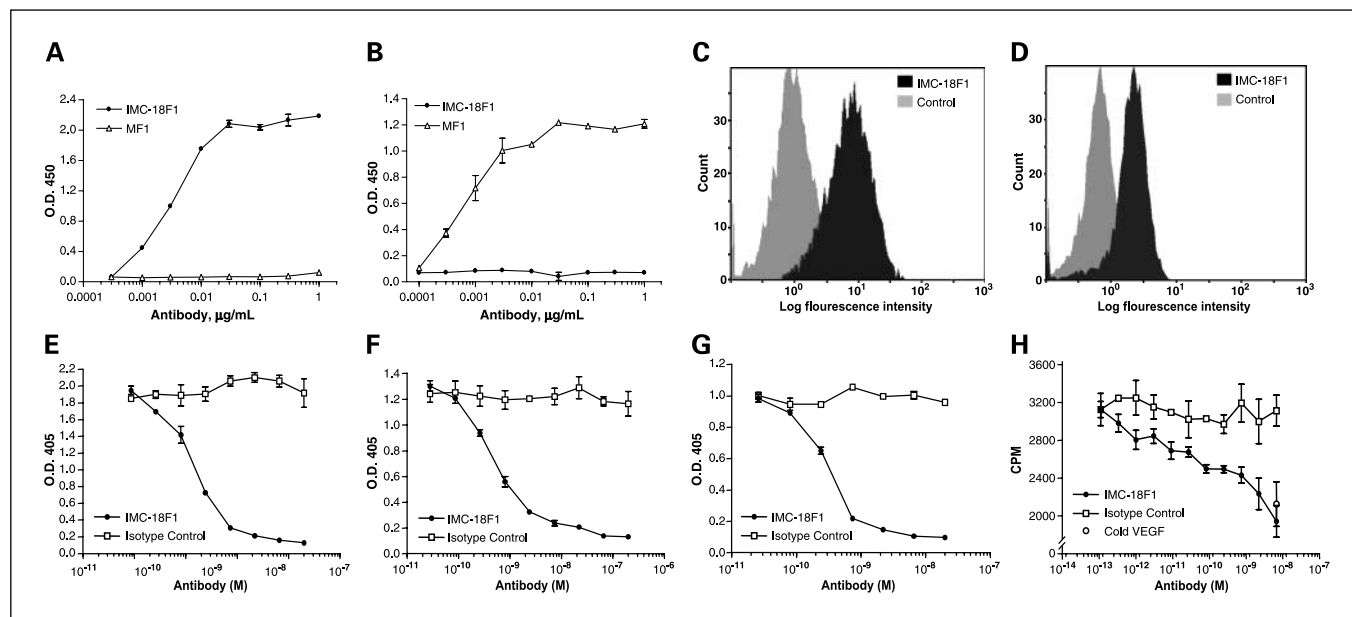 A
2.4
2.0
1.6
1.2
0.8
0.4
0.0
O.D. 450
IMC-18F1
MF1
0.0001 0.001 0.01 0.1 1
Antibody, µg/mL
B
1.4
1.2
1.0
0.8
0.6
0.4
0.2
0.0
O.D. 450
IMC-18F1
MF1
0.0001 0.001 0.01 0.1 1
Antibody, µg/mL
C
30
20
10
0
Count
IMC-18F1
Control
10⁰ 10¹ 10² 10³
Log flourescence intensity
D
30
20
10
0
Count
IMC-18F1
Control
10⁰ 10¹ 10² 10³
Log flourescence intensity
E
2.2
2.0
1.8
1.6
1.4
1.2
1.0
0.8
0.6
0.4
0.2
0.0
O.D. 405
IMC-18F1
Isotype Control
10⁻¹¹ 10⁻¹⁰ 10⁻⁹ 10⁻⁸ 10⁻⁷
Antibody (M)
F
1.4
1.2
1.0
0.8
0.6
0.4
0.2
0.0
O.D. 405
IMC-18F1
Isotype Control
10⁻¹¹ 10⁻¹⁰ 10⁻⁹ 10⁻⁸ 10⁻⁷ 10⁻⁶
Antibody (M)
G
1.2
1.0
0.8
0.6
0.4
0.2
0.0
O.D. 405
IMC-18F1
Isotype Control
10⁻¹¹ 10⁻¹⁰ 10⁻⁹ 10⁻⁸ 10⁻⁷
Antibody (M)
H
3600
3200
2800
2400
2000
0
CPM
IMC-18F1
Isotype Control
Cold VEGF
10⁻¹⁴ 10⁻¹³ 10⁻¹² 10⁻¹¹ 10⁻¹⁰ 10⁻⁹ 10⁻⁸ 10⁻⁷
Antibody (M)